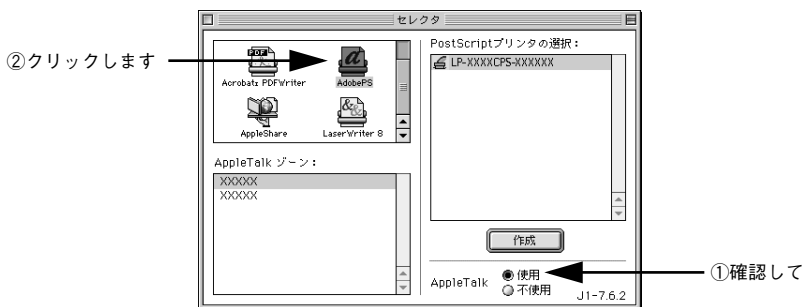 セレクタ
②クリックします
PDF
Acrobat™ PDFWriter
AdobePS
AppleShare
LaserWriter 8
AppleTalk ゾーン：
XXXXX
XXXXX
PostScriptプリンタの選択：
LP-XXXXCPS-XXXXXX
作成
AppleTalk
使用
不使用
①確認して
J1-7.6.2